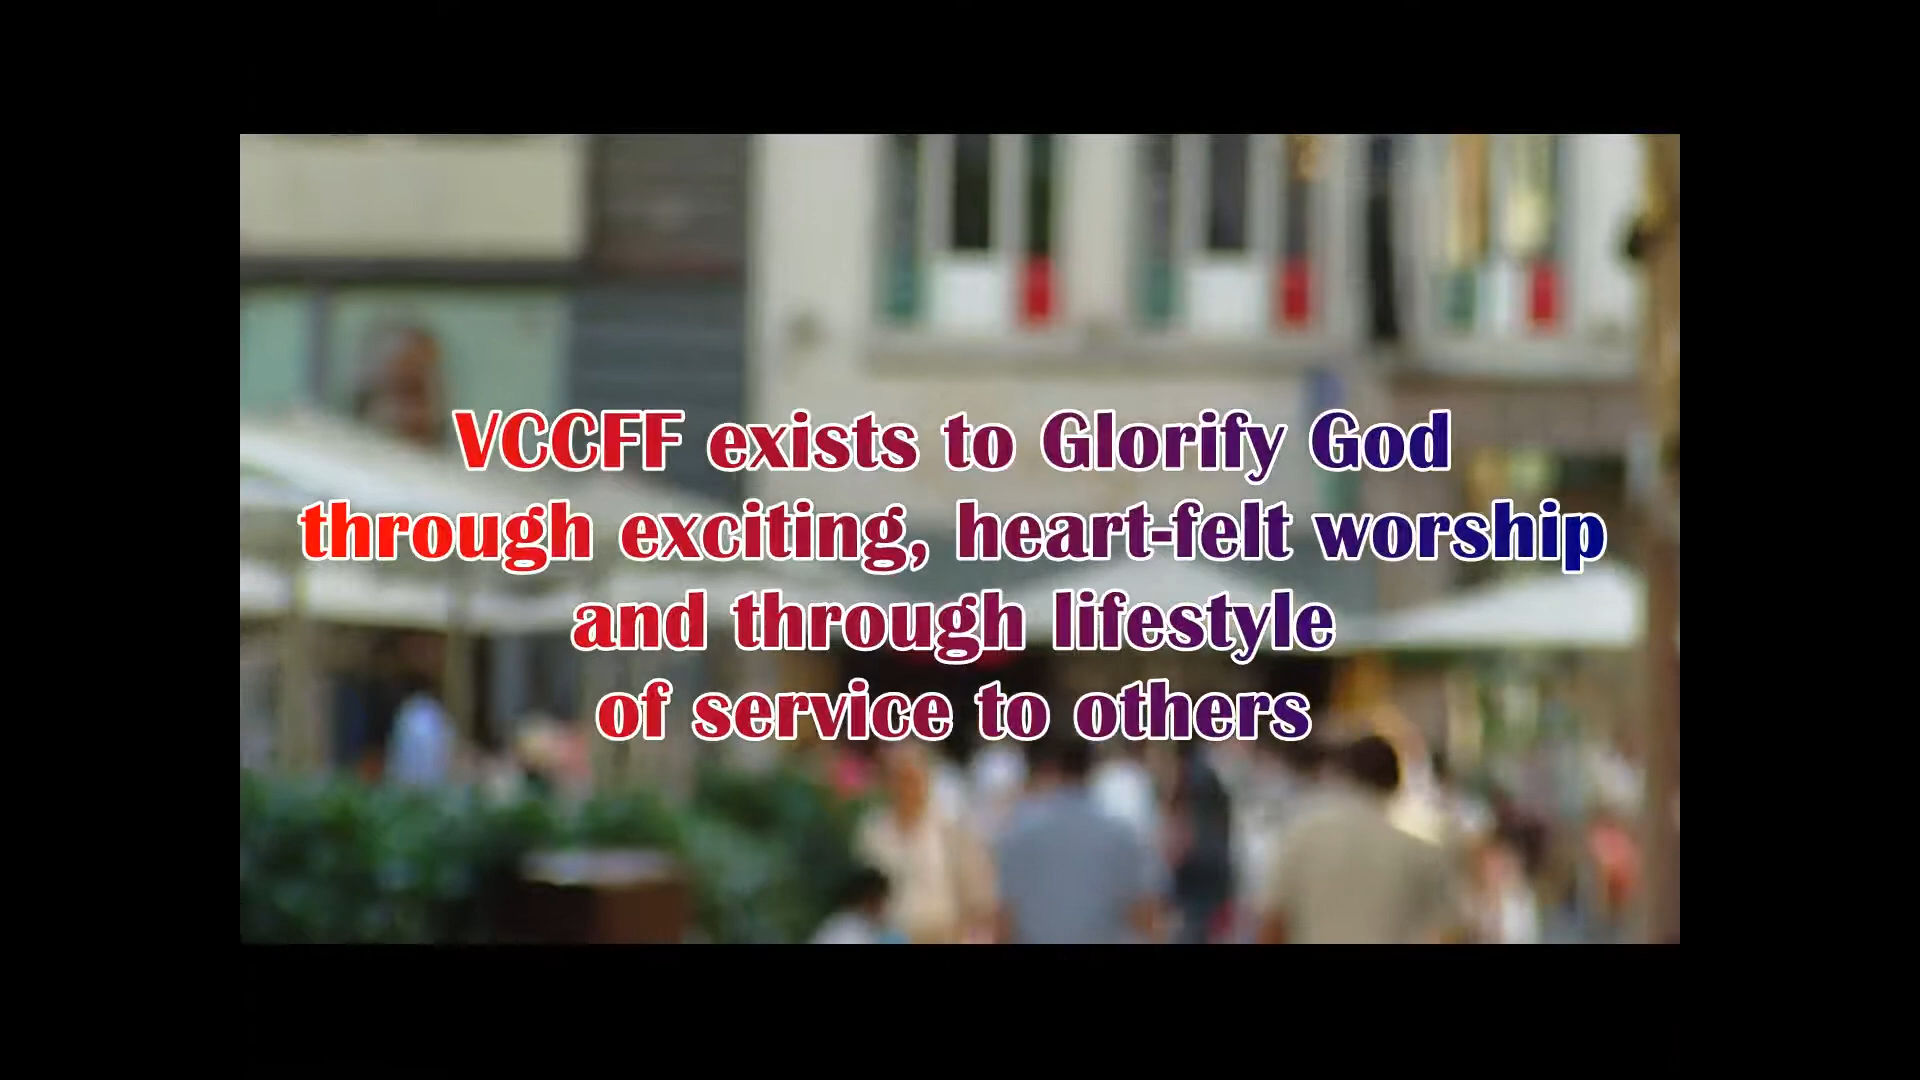 VCCFF exists to Glorify God
through exciting, heart-felt worship
and through lifestyle
of service to others